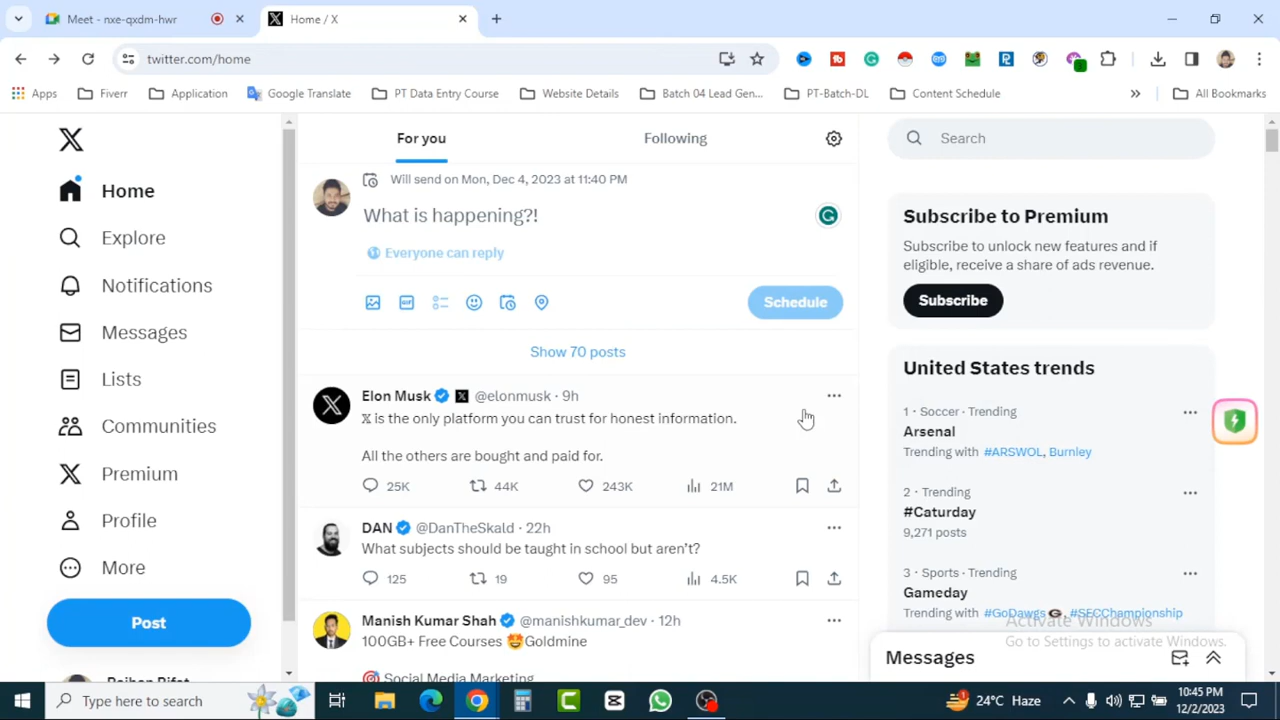 Meet - nxe-qxdm-hwr
Home / X
twitter.com/home
Apps
Fiverr
Application
Google Translate
PT Data Entry Course
Website Details
Batch 04 Lead Gen...
PT-Batch-DL
Content Schedule
All Bookmarks
Home
Explore
Notifications
Messages
Lists
Communities
Premium
Profile
More
Post
For you
Following
Will send on Mon, Dec 4, 2023 at 11:40 PM
What is happening?!
Everyone can reply
GIF
Schedule
Show 70 posts
Elon Musk @elonmusk · 9h
𝕏 is the only platform you can trust for honest information.
All the others are bought and paid for.
25K 44K 243K 21M
DAN @DanTheSkald · 22h
What subjects should be taught in school but aren't?
125 19 95 4.5K
Manish Kumar Shah @manishkumar_dev · 12h
100GB+ Free Courses 🤩Goldmine
🎯 Social Media Marketing
Search
Subscribe to Premium
Subscribe to unlock new features and if
eligible, receive a share of ads revenue.
Subscribe
United States trends
1 · Soccer · Trending
Arsenal
Trending with #ARSWOL, Burnley
2 · Trending
#Caturday
9,271 posts
3 · Sports · Trending
Gameday
Trending with #GoDawgs #SECChampionship
Activate Windows
Go to Settings to activate Windows.
Messages
Type here to search
24°C Haze
10:45 PM
12/2/2023